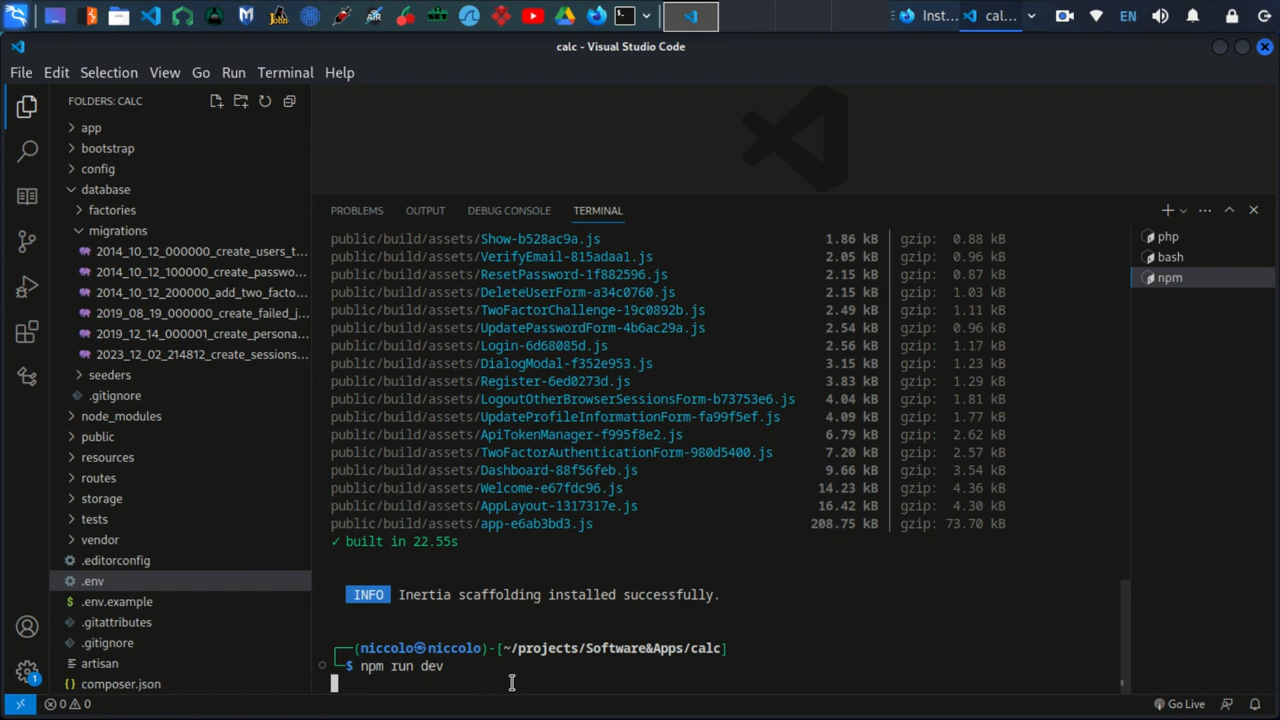 Inst...
cal...
EN
calc - Visual Studio Code
File Edit Selection View Go Run Terminal Help
FOLDERS: CALC
app
bootstrap
config
database
factories
migrations
2014_10_12_000000_create_users_t...
2014_10_12_100000_create_passwo...
2014_10_12_200000_add_two_facto...
2019_08_19_000000_create_failed_j...
2019_12_14_000001_create_persona...
2023_12_02_214812_create_sessions...
seeders
.gitignore
node_modules
public
resources
routes
storage
tests
vendor
.editorconfig
.env
$ .env.example
.gitattributes
.gitignore
artisan
{} composer.json
PROBLEMS OUTPUT DEBUG CONSOLE TERMINAL
public/build/assets/Show-b528ac9a.js 1.86 kB │ gzip: 0.88 kB
public/build/assets/VerifyEmail-815adaa1.js 2.05 kB │ gzip: 0.96 kB
public/build/assets/ResetPassword-1f882596.js 2.15 kB │ gzip: 0.87 kB
public/build/assets/DeleteUserForm-a34c0760.js 2.15 kB │ gzip: 1.03 kB
public/build/assets/TwoFactorChallenge-19c0892b.js 2.49 kB │ gzip: 1.11 kB
public/build/assets/UpdatePasswordForm-4b6ac29a.js 2.54 kB │ gzip: 0.96 kB
public/build/assets/Login-6d68085d.js 2.56 kB │ gzip: 1.17 kB
public/build/assets/DialogModal-f352e953.js 3.15 kB │ gzip: 1.23 kB
public/build/assets/Register-6ed0273d.js 3.83 kB │ gzip: 1.29 kB
public/build/assets/LogoutOtherBrowserSessionsForm-b73753e6.js 4.04 kB │ gzip: 1.81 kB
public/build/assets/UpdateProfileInformationForm-fa99f5ef.js 4.09 kB │ gzip: 1.77 kB
public/build/assets/ApiTokenManager-f995f8e2.js 6.79 kB │ gzip: 2.62 kB
public/build/assets/TwoFactorAuthenticationForm-980d5400.js 7.20 kB │ gzip: 2.57 kB
public/build/assets/Dashboard-88f56feb.js 9.66 kB │ gzip: 3.54 kB
public/build/assets/Welcome-e67fdc96.js 14.23 kB │ gzip: 4.36 kB
public/build/assets/AppLayout-1317317e.js 16.42 kB │ gzip: 4.30 kB
public/build/assets/app-e6ab3bd3.js 208.75 kB │ gzip: 73.70 kB
✓ built in 22.55s
INFO Inertia scaffolding installed successfully.
┌──(niccolo㉿niccolo)-[~/projects/Software&Apps/calc]
└─$ npm run dev
php
bash
npm
1
0 0
Go Live